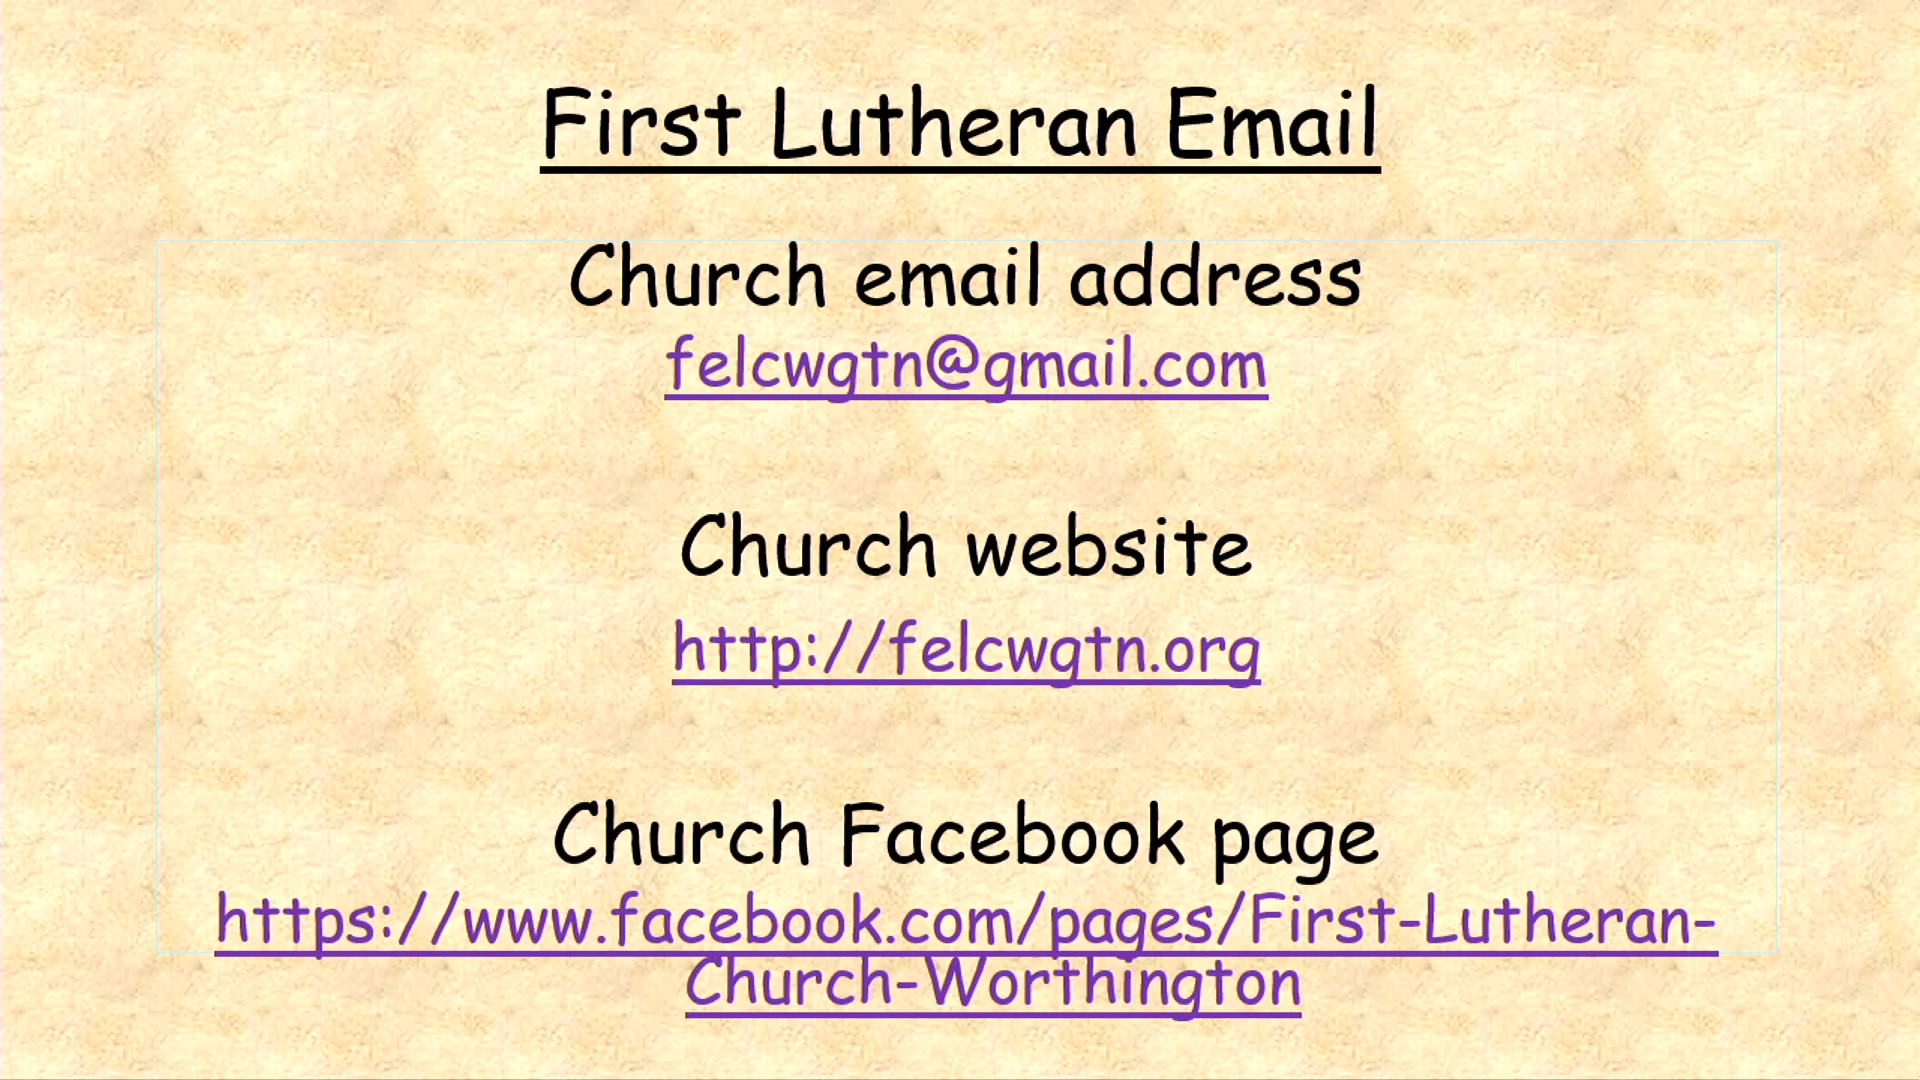 First Lutheran Email
Church email address
felcwgtn@gmail.com
Church website
http://felcwgtn.org
Church Facebook page
https://www.facebook.com/pages/First-Lutheran-
Church-Worthington